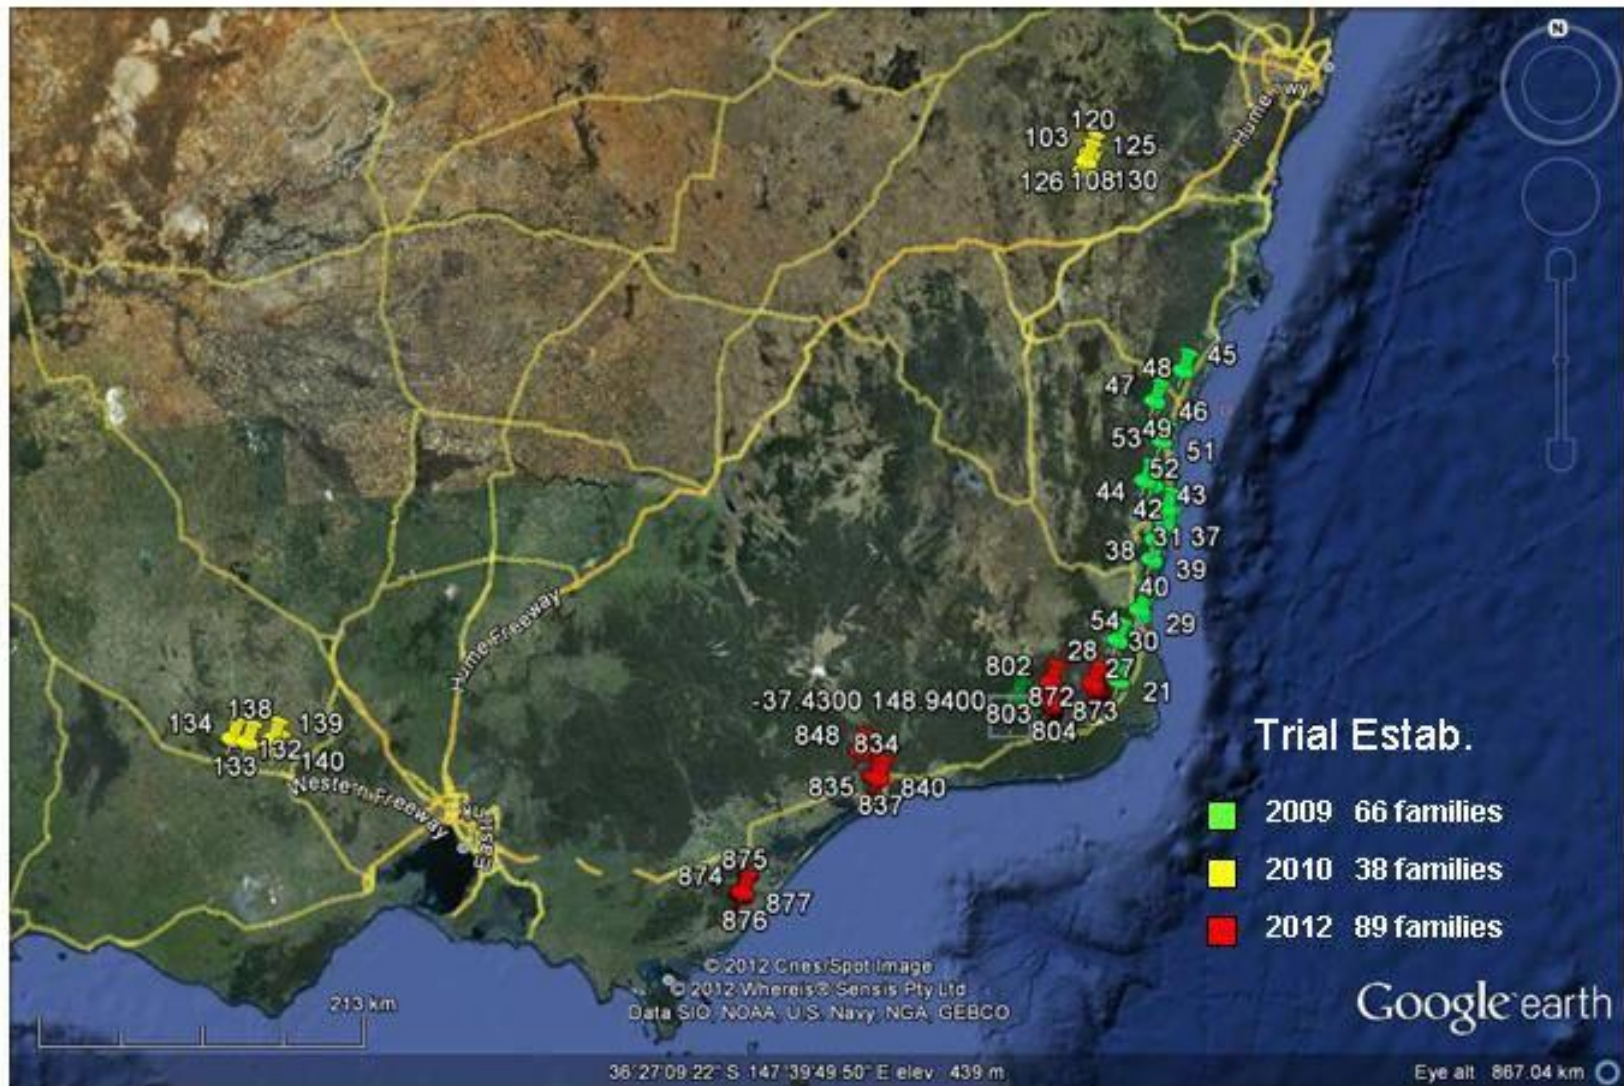 N
Hume Hwy
120
103
125
126 108 130
45
48
47
46
49
53
51
52
44
43
42
31 37
38
39
40
54
29
30
28
802
27
872
21
-37.4300 148.9400
803
873
804
848
834
835
840
837
138
134
139
132
133
140
Hume Freeway
Western Freeway
Eastern
875
874
877
876
Trial Estab.
2009 66 families
2010 38 families
2012 89 families
© 2012 Cnes/Spot Image
© 2012 Whereis® Sensis Pty Ltd
Data SIO, NOAA, U.S. Navy, NGA, GEBCO
213 km
Google earth
36°27'09.22" S 147°39'49.50" E elev 439 m
Eye alt 867.04 km